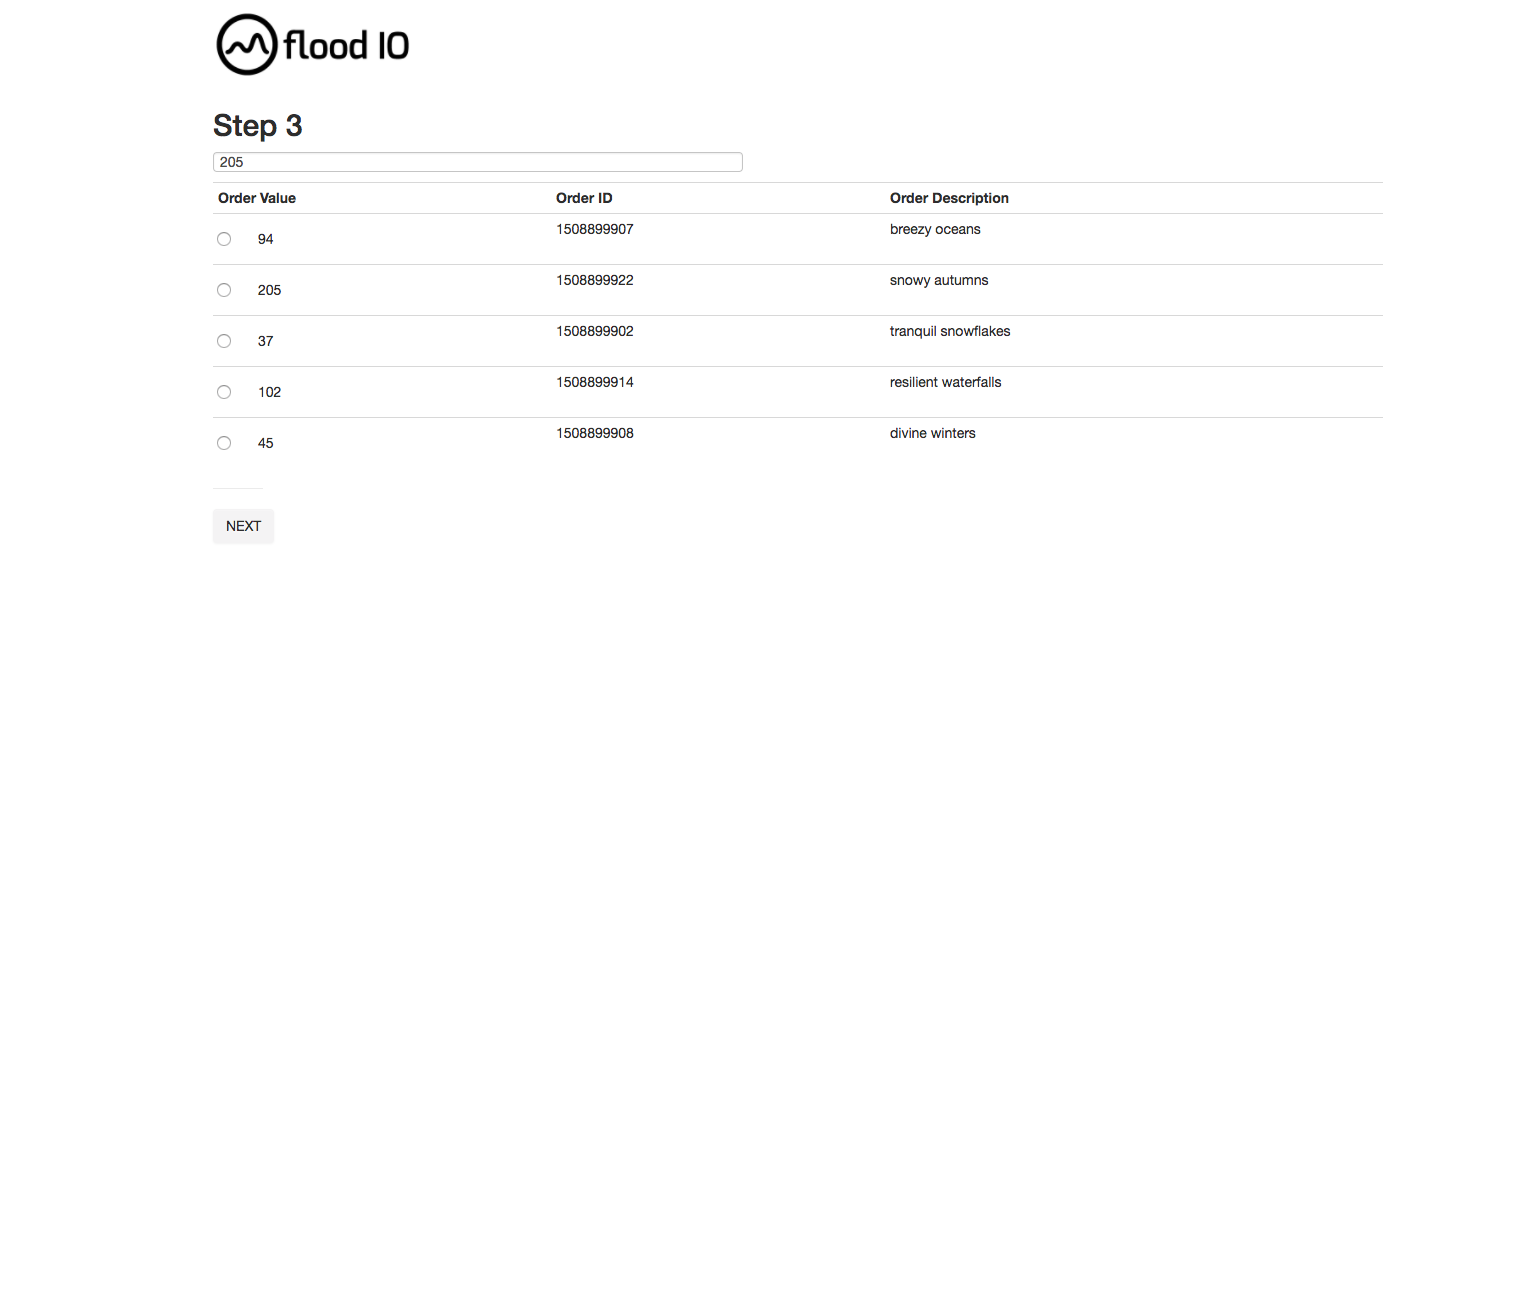 flood IO
Step 3
205
Order Value Order ID Order Description
94 1508899907 breezy oceans
205 1508899922 snowy autumns
37 1508899902 tranquil snowflakes
102 1508899914 resilient waterfalls
45 1508899908 divine winters
NEXT